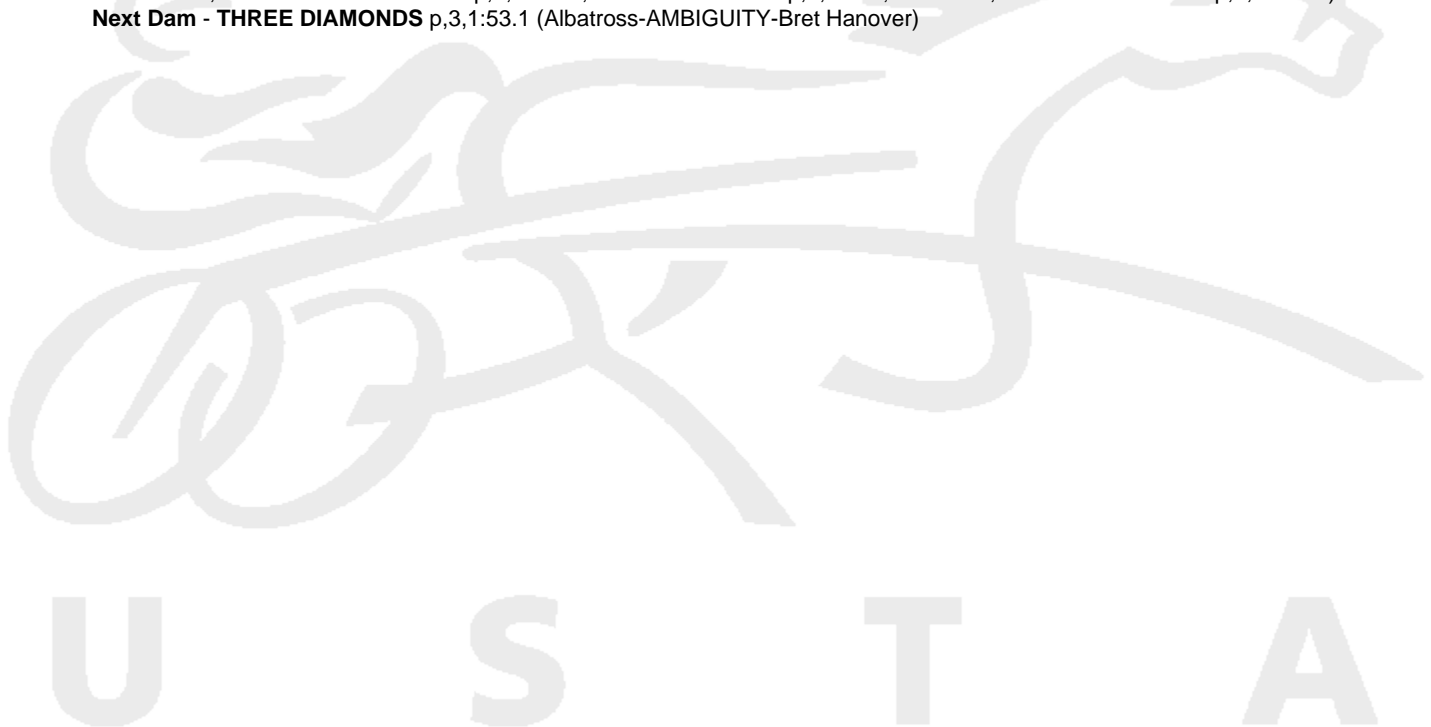 Next Dam - THREE DIAMONDS p,3,1:53.1 (Albatross-AMBIGUITY-Bret Hanover)
U S T A